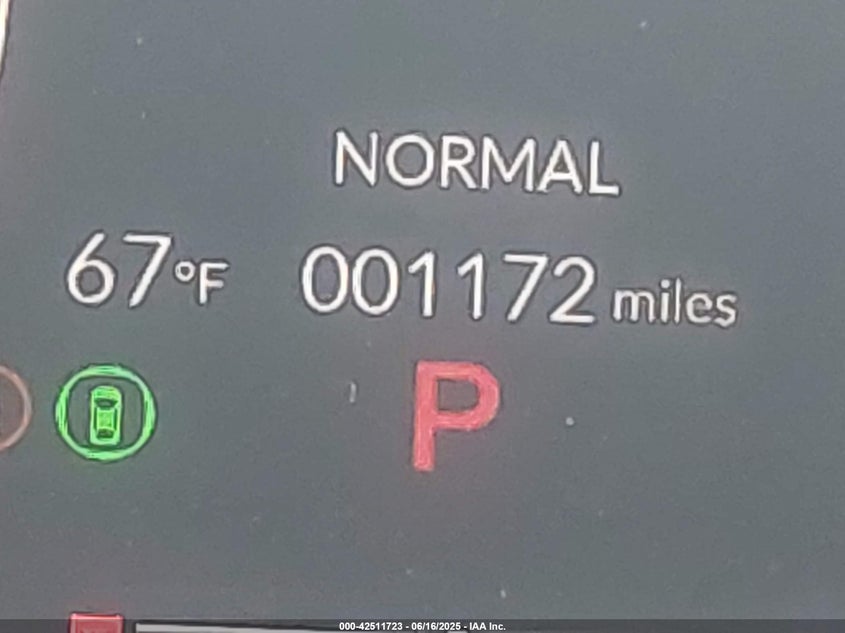 NORMAL
67°F 001172 miles
P
000-42511723 - 06/16/2025 - IAA Inc.